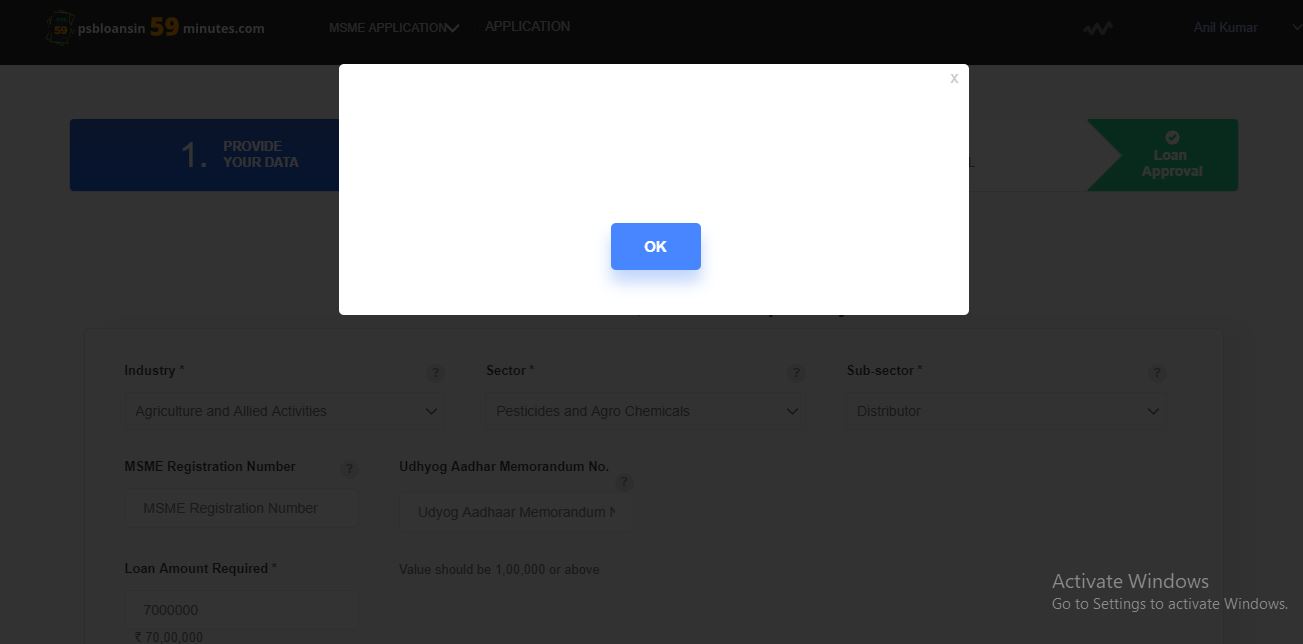 psbloansin 59 minutes.com
MSME APPLICATION
APPLICATION
Anil Kumar
x
1. PROVIDE
YOUR DATA
Loan
Approval
OK
Industry *
?
Sector *
?
Sub-sector *
?
Agriculture and Allied Activities
Pesticides and Agro Chemicals
Distributor
MSME Registration Number
?
Udhyog Aadhar Memorandum No.
?
MSME Registration Number
Udyog Aadhaar Memorandum N
Loan Amount Required *
Value should be 1,00,000 or above
7000000
₹ 70,00,000
Activate Windows
Go to Settings to activate Windows.